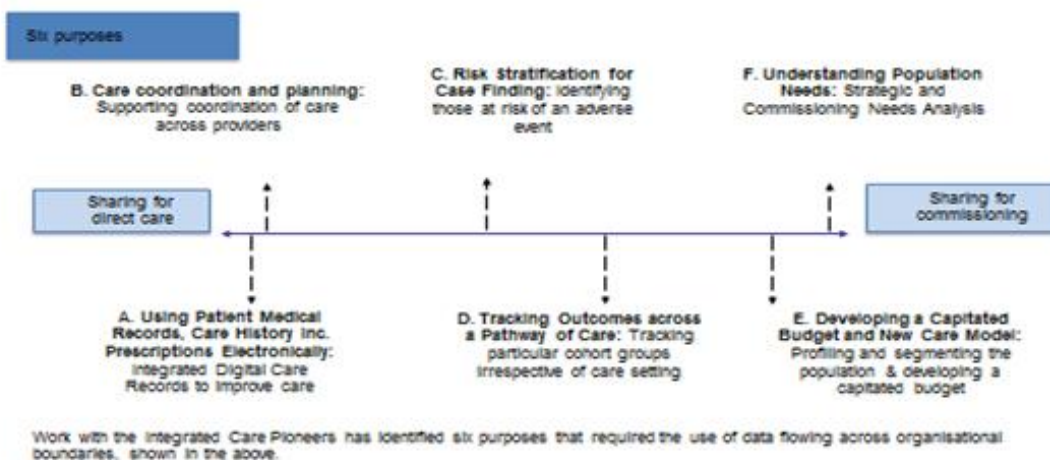 Six purposes
B. Care coordination and planning:
Supporting coordination of care
across providers
C. Risk Stratification for
Case Finding: Identifying
those at risk of an adverse
event
F. Understanding Population
Needs: Strategic and
Commissioning Needs Analysis
Sharing for
direct care
Sharing for
commissioning
A. Using Patient Medical
Records, Care History Inc.
Prescriptions Electronically:
Integrated Digital Care
Records to improve care
D. Tracking Outcomes across
a Pathway of Care: Tracking
particular cohort groups
irrespective of care setting
E. Developing a Capitated
Budget and New Care Model:
Profiling and segmenting the
population & developing a
capitated budget
Work with the Integrated Care Pioneers has identified six purposes that required the use of data flowing across organisational
boundaries, shown in the above.